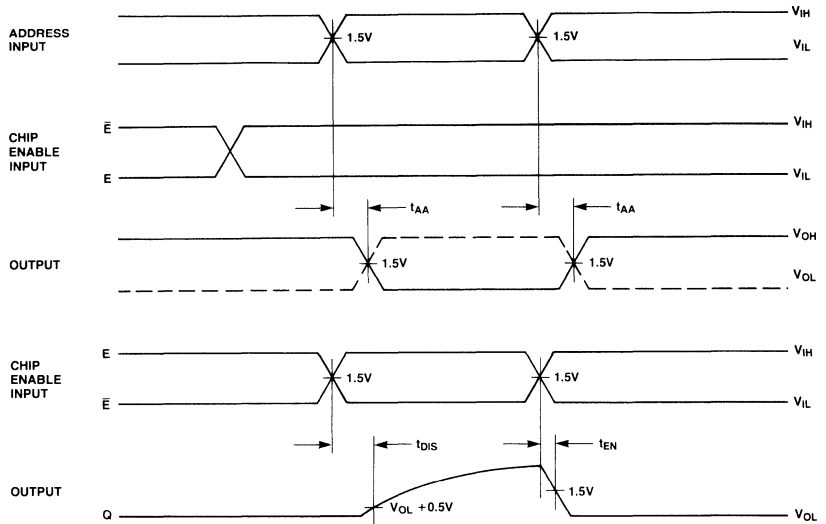 ADDRESS
INPUT
1.5V
1.5V
VIH
VIL
CHIP
ENABLE
INPUT
E̅
E
VIH
VIL
tAA
tAA
OUTPUT
1.5V
1.5V
VOH
VOL
CHIP
ENABLE
INPUT
E
E̅
1.5V
1.5V
VIH
VIL
tDIS
tEN
OUTPUT
Q
VOL +0.5V
1.5V
VOL